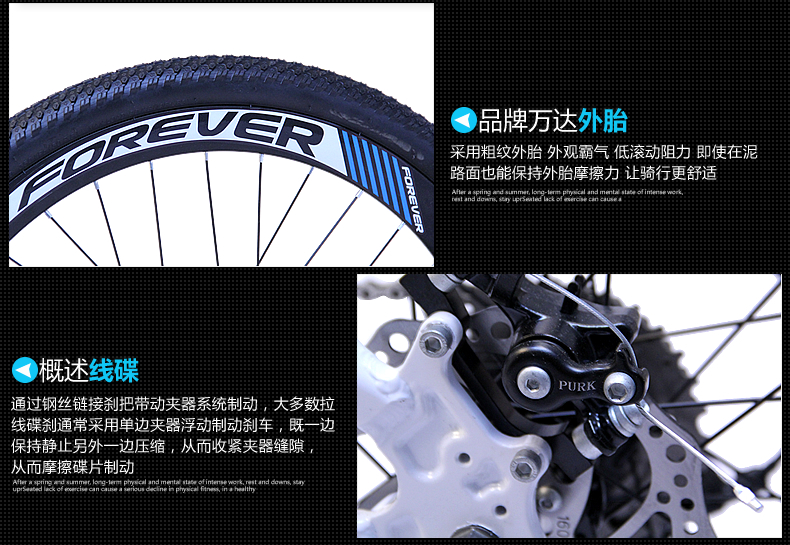 FOREVER
FOREVER
品牌万达外胎
采用粗纹外胎 外观霸气 低滚动阻力 即使在泥
路面也能保持外胎摩擦力 让骑行更舒适
After a spring and summer, long-term physical and mental state of intense work,
rest and downs, stay uprSeated lack of exercise can cause a
概述线碟
通过钢丝链接刹把带动夹器系统制动，大多数拉
线碟刹通常采用单边夹器浮动制动刹车，既一边
保持静止另外一边压缩，从而收紧夹器缝隙，
从而摩擦碟片制动
After a spring and summer, long-term physical and mental state of intense work, rest and downs, stay
uprSeated lack of exercise can cause a serious decline in physical fitness, in a healthy
PURK
160